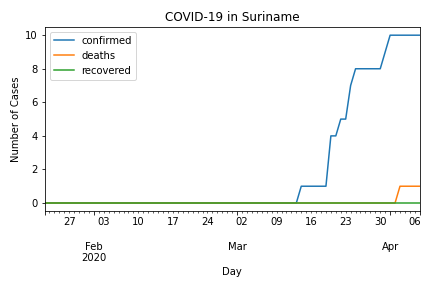 COVID-19 in Suriname
confirmed
deaths
recovered
Number of Cases
10
8
6
4
2
0
27 03 10 17 24 02 09 16 23 30 06
Feb Mar Apr
2020
Day